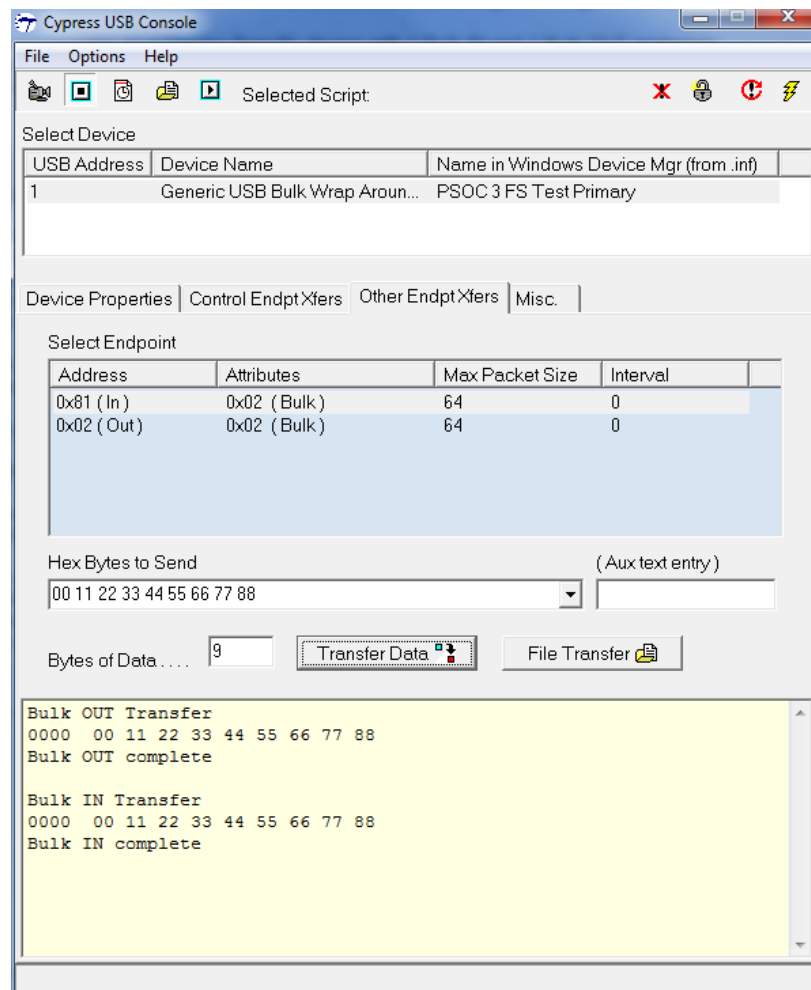 Cypress USB Console
File Options Help
Selected Script:
Select Device
USB Address Device Name Name in Windows Device Mgr (from .inf)
1 Generic USB Bulk Wrap Aroun... PSOC 3 FS Test Primary
Device Properties Control Endpt Xfers Other Endpt Xfers Misc.
Select Endpoint
Address Attributes Max Packet Size Interval
0x81 ( In ) 0x02 ( Bulk ) 64 0
0x02 ( Out ) 0x02 ( Bulk ) 64 0
Hex Bytes to Send ( Aux text entry )
00 11 22 33 44 55 66 77 88
Bytes of Data . . . . 9 Transfer Data File Transfer
Bulk OUT Transfer
0000 00 11 22 33 44 55 66 77 88
Bulk OUT complete
Bulk IN Transfer
0000 00 11 22 33 44 55 66 77 88
Bulk IN complete